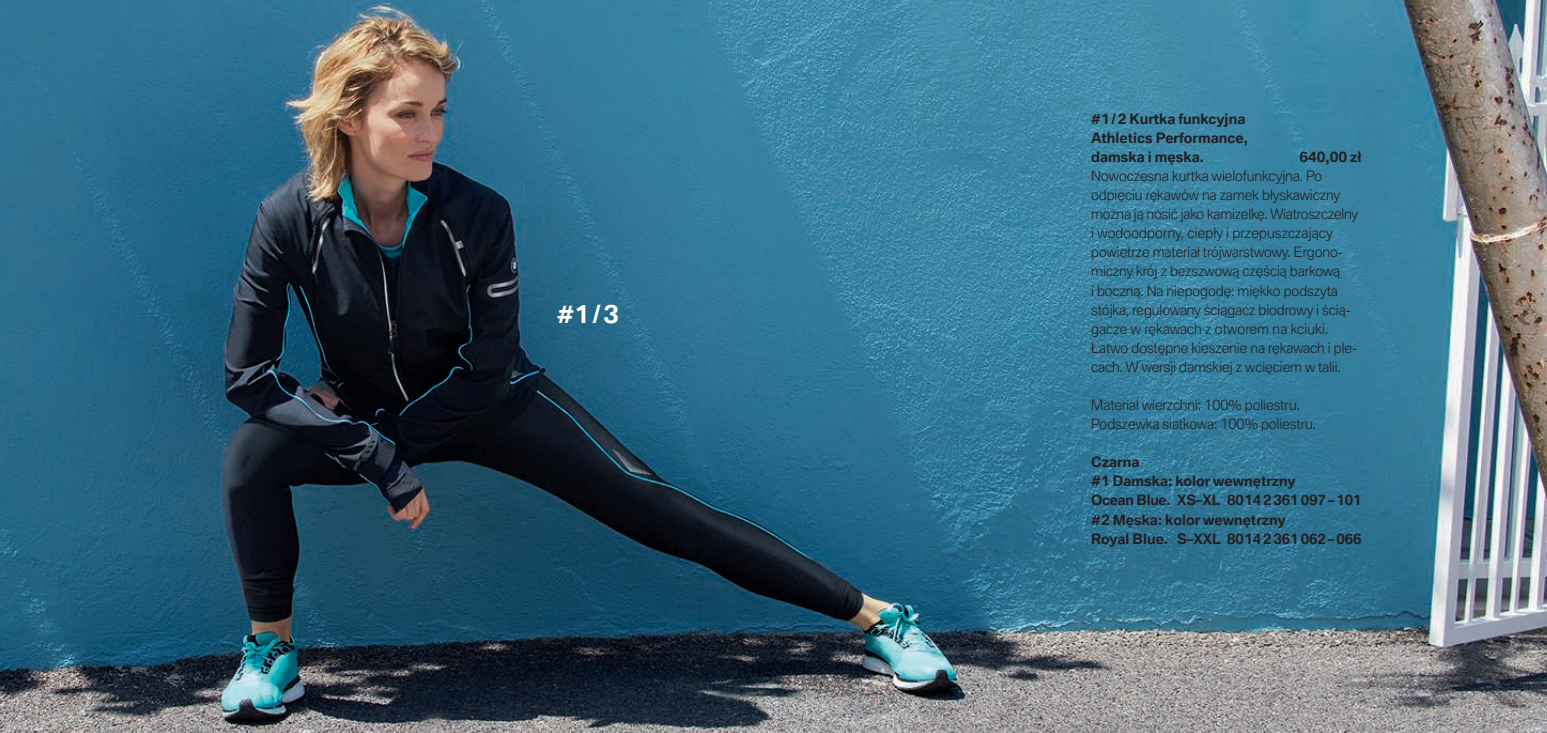 #1/3
#1/2 Kurtka funkcyjna
Athletics Performance,
damska i męska. 640,00 zł
Nowoczesna kurtka wielofunkcyjna. Po
odpięciu rękawów na zamek błyskawiczny
można ją nosić jako kamizelkę. Wiatroszczelny
i wodoodporny, ciepły i przepuszczający
powietrze materiał trójwarstwowy. Ergono-
miczny krój z bezszwową częścią barkową
i boczną. Na niepogodę: miękko podszyta
stójka, regulowany ściągacz biodrowy i ścią-
gacze w rękawach z otworem na kciuki.
Łatwo dostępne kieszenie na rękawach i ple-
cach. W wersji damskiej z wcięciem w talii.
Materiał wierzchni: 100% poliestru.
Podszewka siatkowa: 100% poliestru.
Czarna
#1 Damska: kolor wewnętrzny
Ocean Blue. XS–XL 80 14 2 361 097–101
#2 Męska: kolor wewnętrzny
Royal Blue. S–XXL 80 14 2 361 062–066